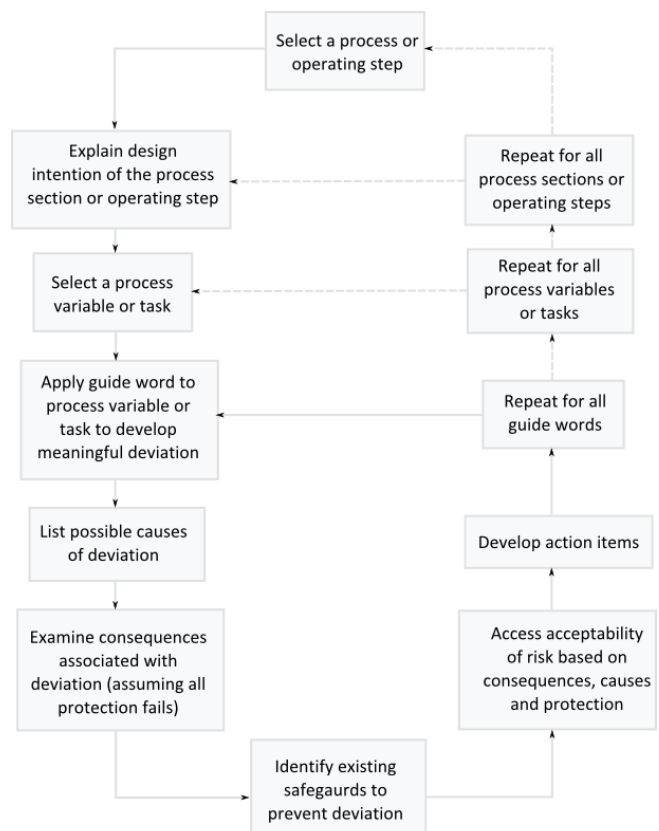 Select a process or
operating step
Explain design
intention of the process
section or operating step
Repeat for all
process sections or
operating steps
Select a process
variable or task
Repeat for all
process variables
or tasks
Apply guide word to
process variable or
task to develop
meaningful deviation
Repeat for all
guide words
List possible causes
of deviation
Develop action items
Examine consequences
associated with
deviation (assuming all
protection fails)
Access acceptability
of risk based on
consequences, causes
and protection
Identify existing
safegaurds to
prevent deviation